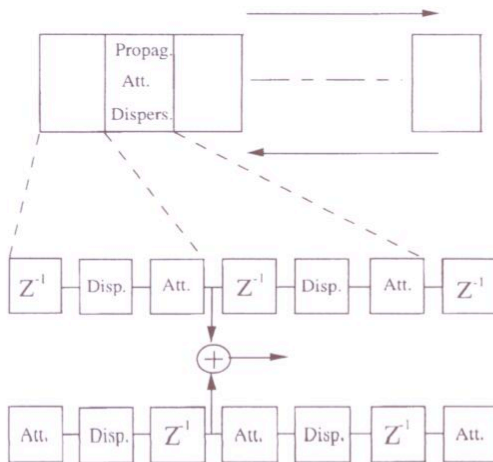 Propag.
Att.
Dispers.
Z⁻¹ Disp. Att. Z⁻¹ Disp. Att. Z⁻¹
+
Att. Disp. Z⁻¹ Att. Disp. Z⁻¹ Att.